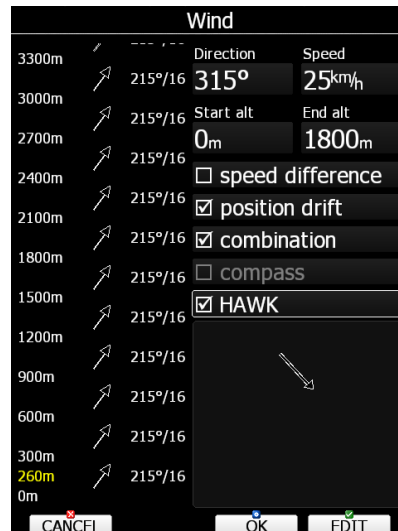 Wind
3300m
3000m
2700m
2400m
2100m
1800m
1500m
1200m
900m
600m
300m
260m
0m
215°/16
215°/16
215°/16
215°/16
215°/16
215°/16
215°/16
215°/16
215°/16
215°/16
215°/16
Direction Speed
315° 25km/h
Start alt End alt
0m 1800m
speed difference
position drift
combination
compass
HAWK
CANCEL OK EDIT